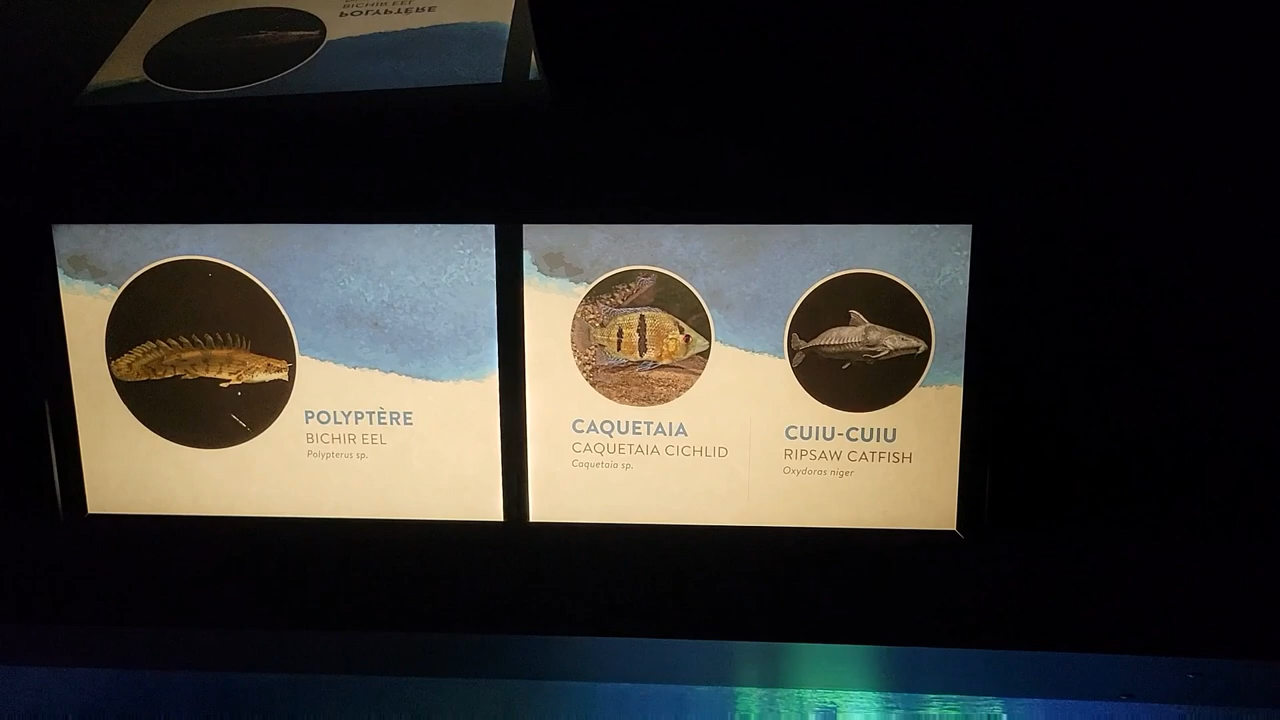 POLYPTÈRE
BICHIR EEL
POLYPTÈRE
BICHIR EEL
Polypterus sp.
CAQUETAIA
CAQUETAIA CICHLID
Caquetaia sp.
CUIU-CUIU
RIPSAW CATFISH
Oxydoras niger